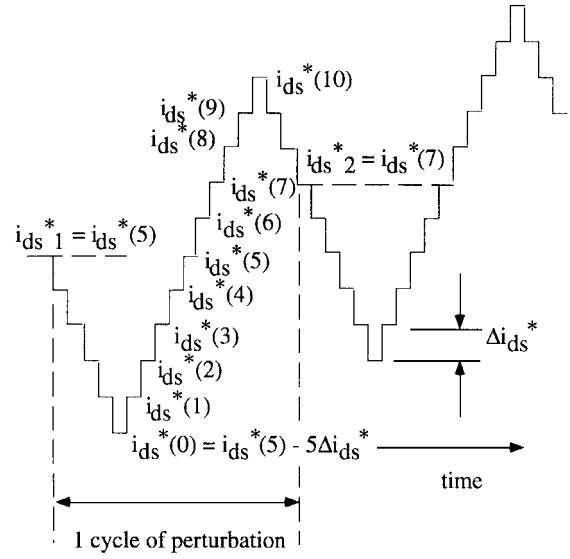 i_ds*(10)
i_ds*(9)
i_ds*(8)
i_ds*_2 = i_ds*(7)
i_ds*(7)
i_ds*(6)
i_ds*_1 = i_ds*(5)
i_ds*(5)
i_ds*(4)
i_ds*(3)
Δi_ds*
i_ds*(2)
i_ds*(1)
i_ds*(0) = i_ds*(5) - 5Δi_ds*
time
1 cycle of perturbation